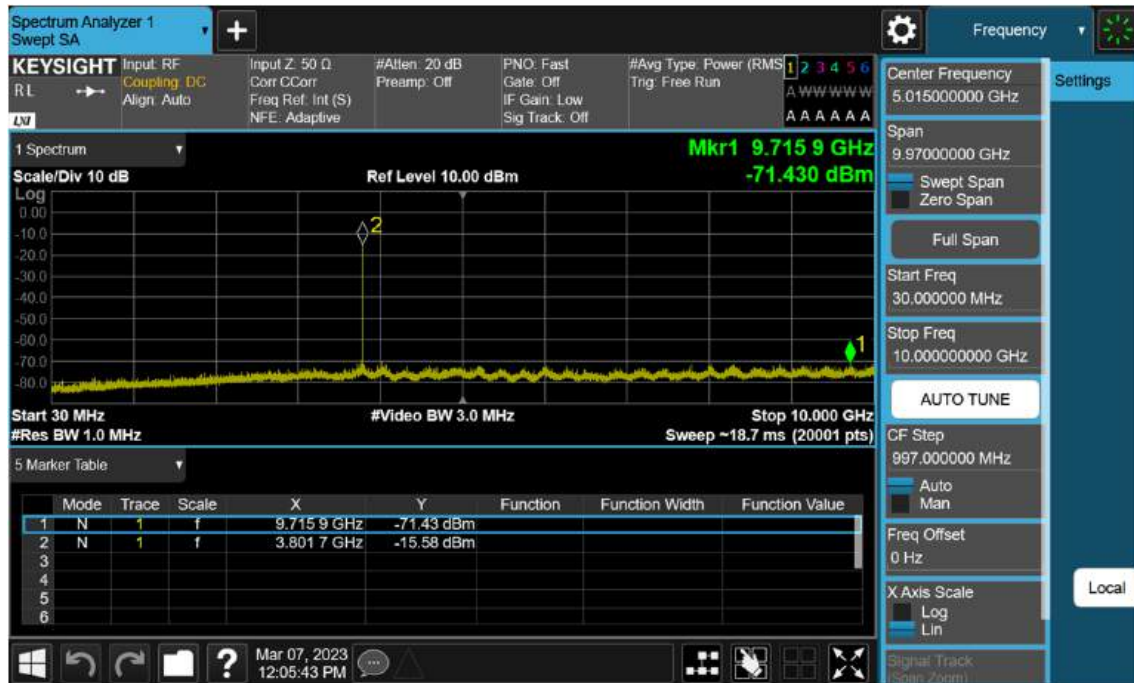 Spectrum Analyzer 1
Swept SA
+
Frequency
KEYSIGHT
RL
LXI
Input: RF
Coupling: DC
Align: Auto
Input Z: 50 Ω
Corr CCorr
Freq Ref: Int (S)
NFE: Adaptive
#Atten: 20 dB
Preamp: Off
PNO: Fast
Gate: Off
IF Gain: Low
Sig Track: Off
#Avg Type: Power (RMS
Trig: Free Run
1 2 3 4 5 6
A W W W W W
A A A A A A
1 Spectrum
Scale/Div 10 dB
Ref Level 10.00 dBm
Mkr1 9.715 9 GHz
-71.430 dBm
Log
0.00
-10.0
-20.0
-30.0
-40.0
-50.0
-60.0
-70.0
-80.0
2
1
Start 30 MHz
#Video BW 3.0 MHz
Stop 10.000 GHz
#Res BW 1.0 MHz
Sweep ~18.7 ms (20001 pts)
5 Marker Table
Mode Trace Scale X Y Function Function Width Function Value
1 N 1 f 9.715 9 GHz -71.43 dBm
2 N 1 f 3.801 7 GHz -15.58 dBm
3
4
5
6
Center Frequency
5.015000000 GHz
Settings
Span
9.97000000 GHz
Swept Span
Zero Span
Full Span
Start Freq
30.000000 MHz
Stop Freq
10.000000000 GHz
AUTO TUNE
CF Step
997.000000 MHz
Auto
Man
Freq Offset
0 Hz
X Axis Scale
Log
Lin
Local
Signal Track
(Span Zoom)
?
Mar 07, 2023
12:05:43 PM